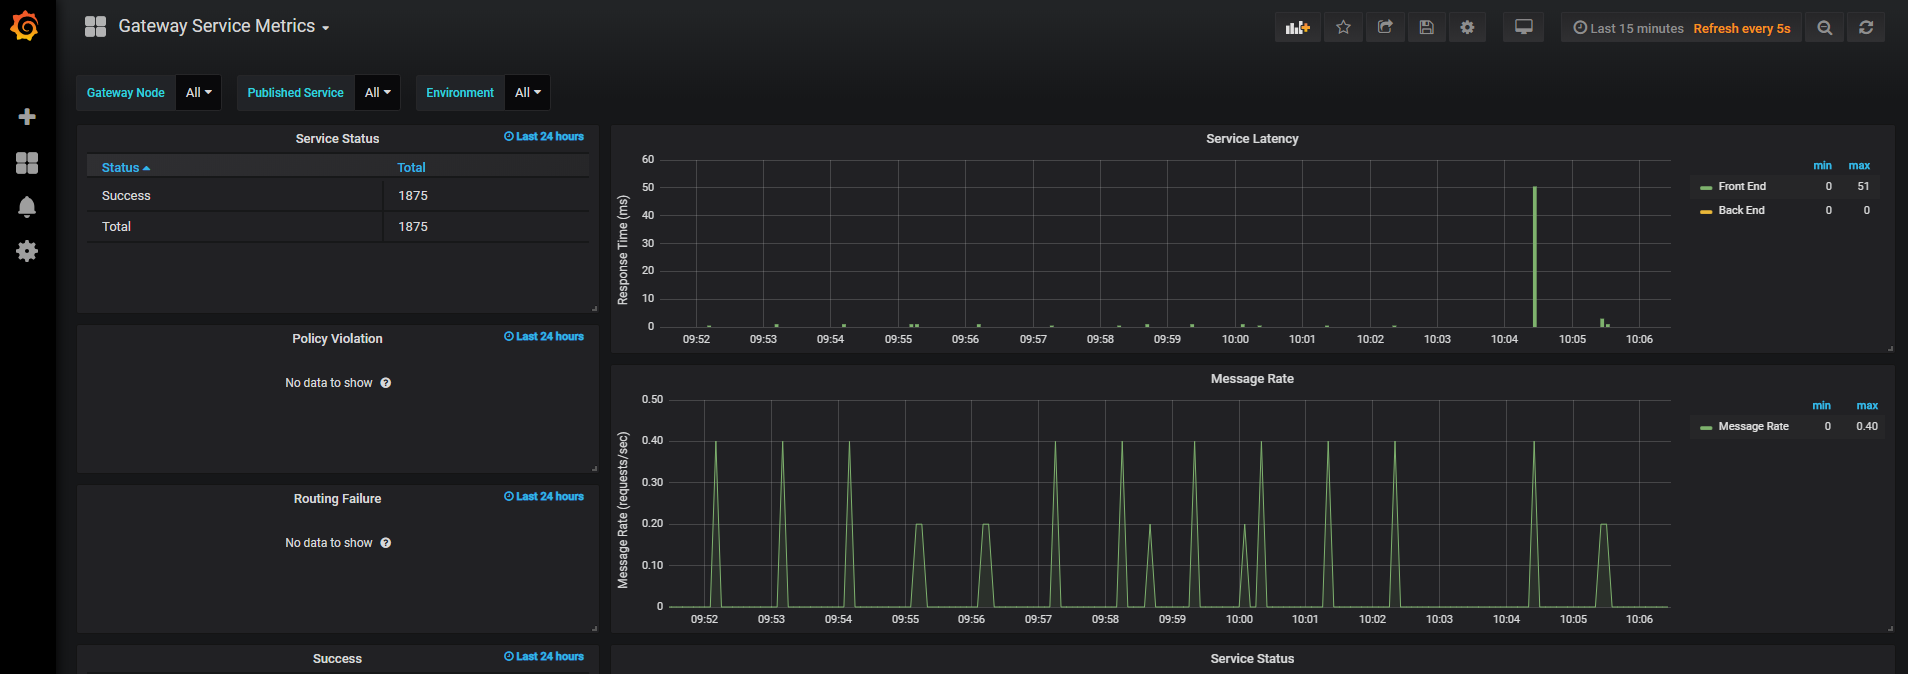 Gateway Service Metrics
Last 15 minutes Refresh every 5s
Gateway Node All Published Service All Environment All
Service Status Last 24 hours
Status Total
Success 1875
Total 1875
Policy Violation Last 24 hours
No data to show ?
Routing Failure Last 24 hours
No data to show ?
Success Last 24 hours
Service Latency
Response Time (ms)
60
50
40
30
20
10
0
09:52 09:53 09:54 09:55 09:56 09:57 09:58 09:59 10:00 10:01 10:02 10:03 10:04 10:05 10:06
min max
Front End 0 51
Back End 0 0
Message Rate
Message Rate (requests/sec)
0.50
0.40
0.30
0.20
0.10
0
09:52 09:53 09:54 09:55 09:56 09:57 09:58 09:59 10:00 10:01 10:02 10:03 10:04 10:05 10:06
min max
Message Rate 0 0.40
Service Status